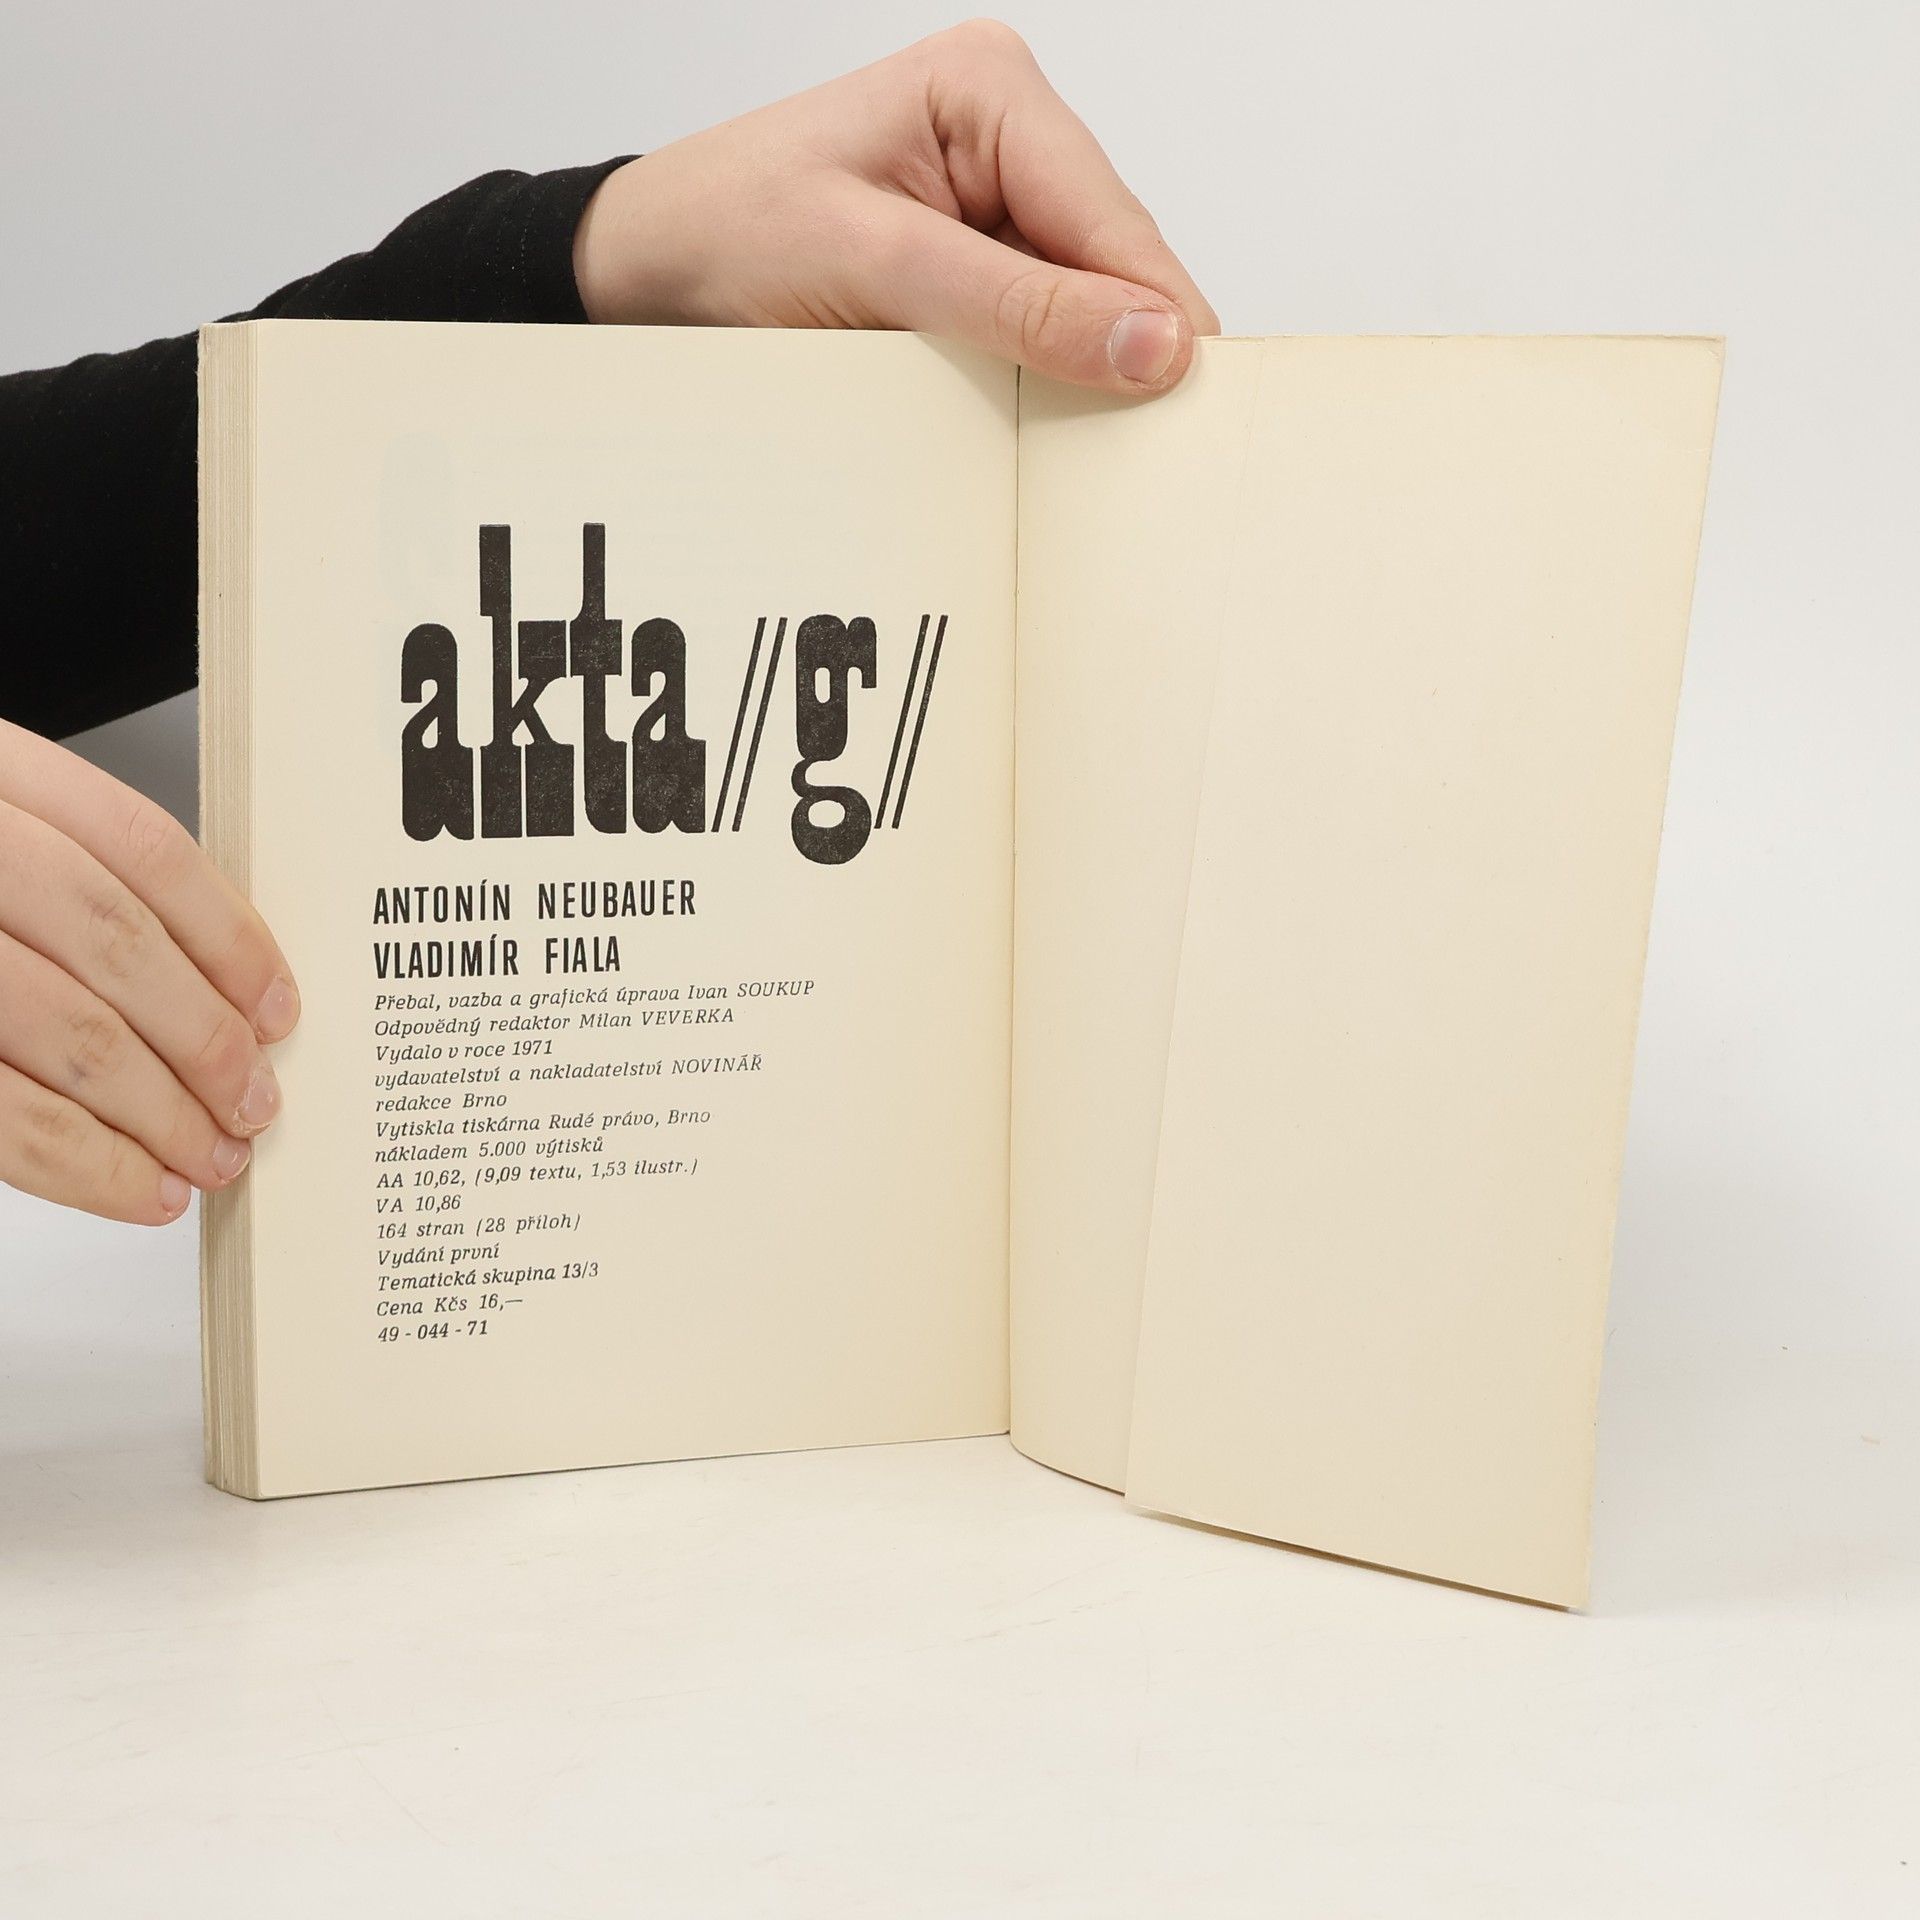 akta //g//
ANTONÍN NEUBAUER
VLADIMÍR FIALA
Přebal, vazba a grafická úprava Ivan SOUKUP
Odpovědný redaktor Milan VEVERKA
Vydalo v roce 1971
vydavatelství a nakladatelství NOVINÁŘ
redakce Brno
Vytiskla tiskárna Rudé právo, Brno
nákladem 5.000 výtisků
AA 10,62, (9,09 textu, 1,53 ilustr.)
VA 10,86
164 stran (28 příloh)
Vydání první
Tematická skupina 13/3
Cena Kčs 16,—
49 - 044 - 71